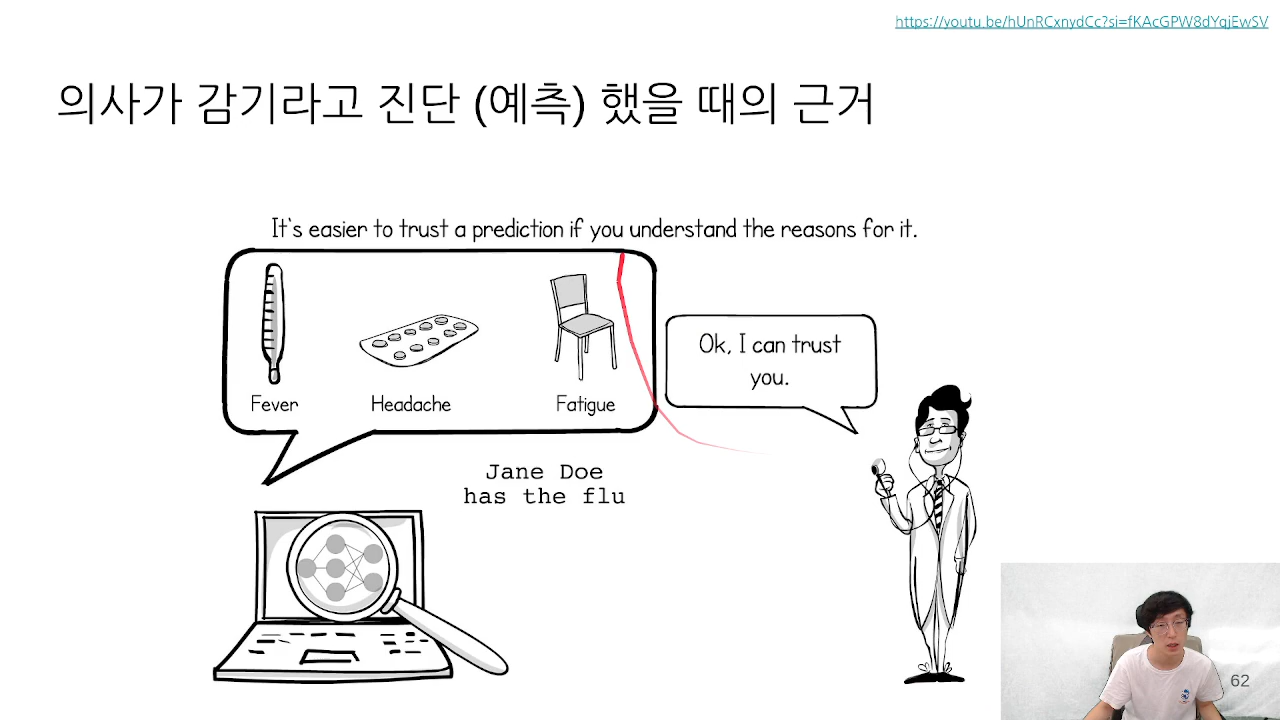 https://youtu.be/hUnRCxnydCc?si=fKAcGPW8dYqjEwSV
의사가 감기라고 진단 (예측) 했을 때의 근거
It's easier to trust a prediction if you understand the reasons for it.
Fever
Headache
Fatigue
Ok, I can trust
you.
Jane Doe
has the flu
62